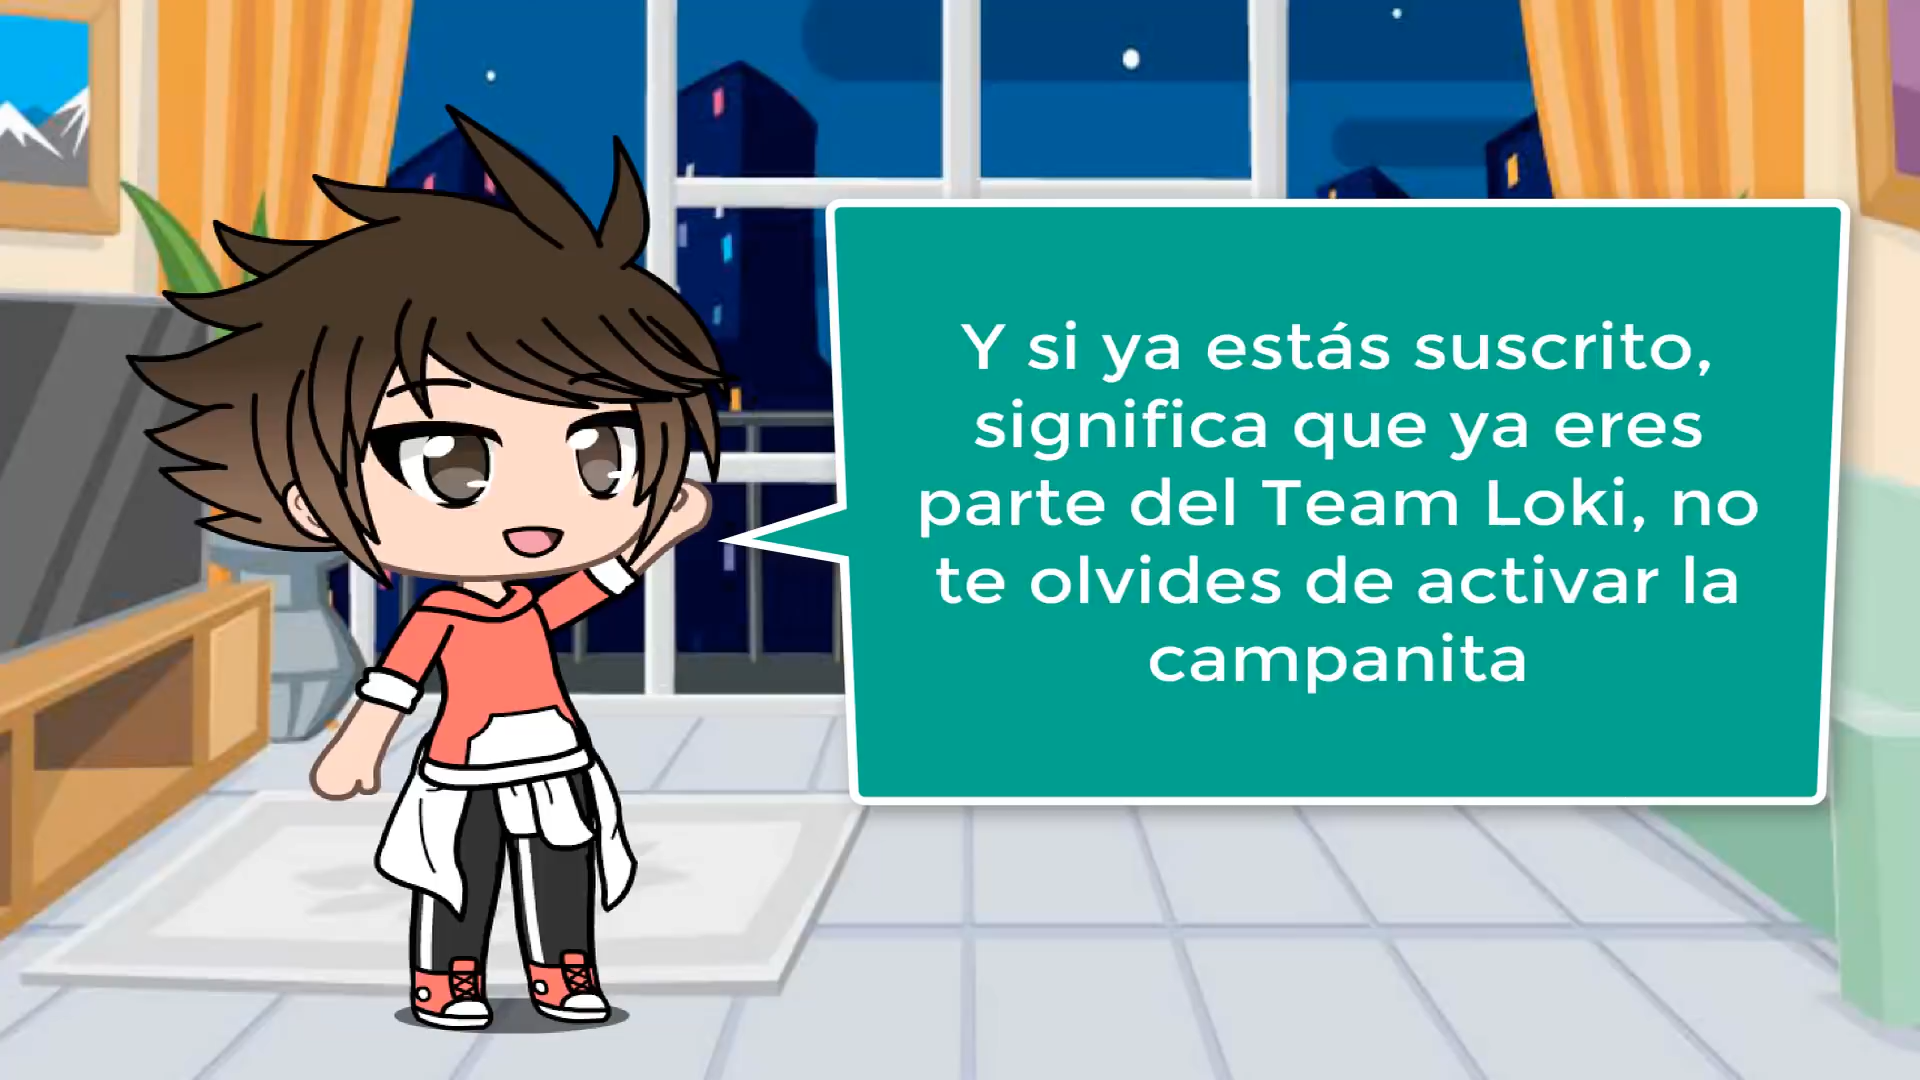 Y si ya estás suscrito,
significa que ya eres
parte del Team Loki, no
te olvides de activar la
campanita